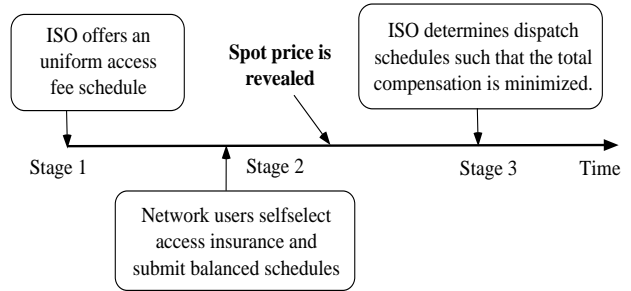 ISO offers an
uniform access
fee schedule
Spot price is
revealed
ISO determines dispatch
schedules such that the total
compensation is minimized.
Stage 1
Stage 2
Stage 3
Time
Network users selfselect
access insurance and
submit balanced schedules